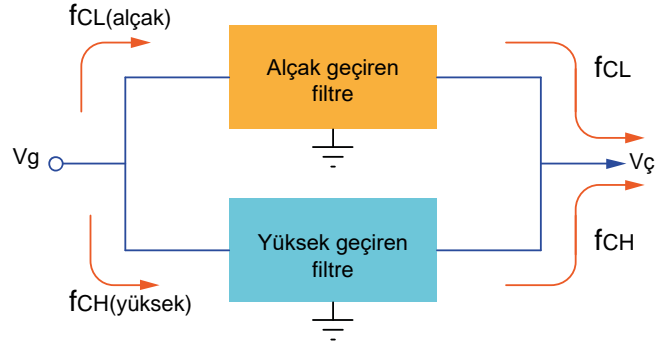 fCL(alçak)
Alçak geçiren
filtre
fCL
Vg
Vç
Yüksek geçiren
filtre
fCH
fCH(yüksek)